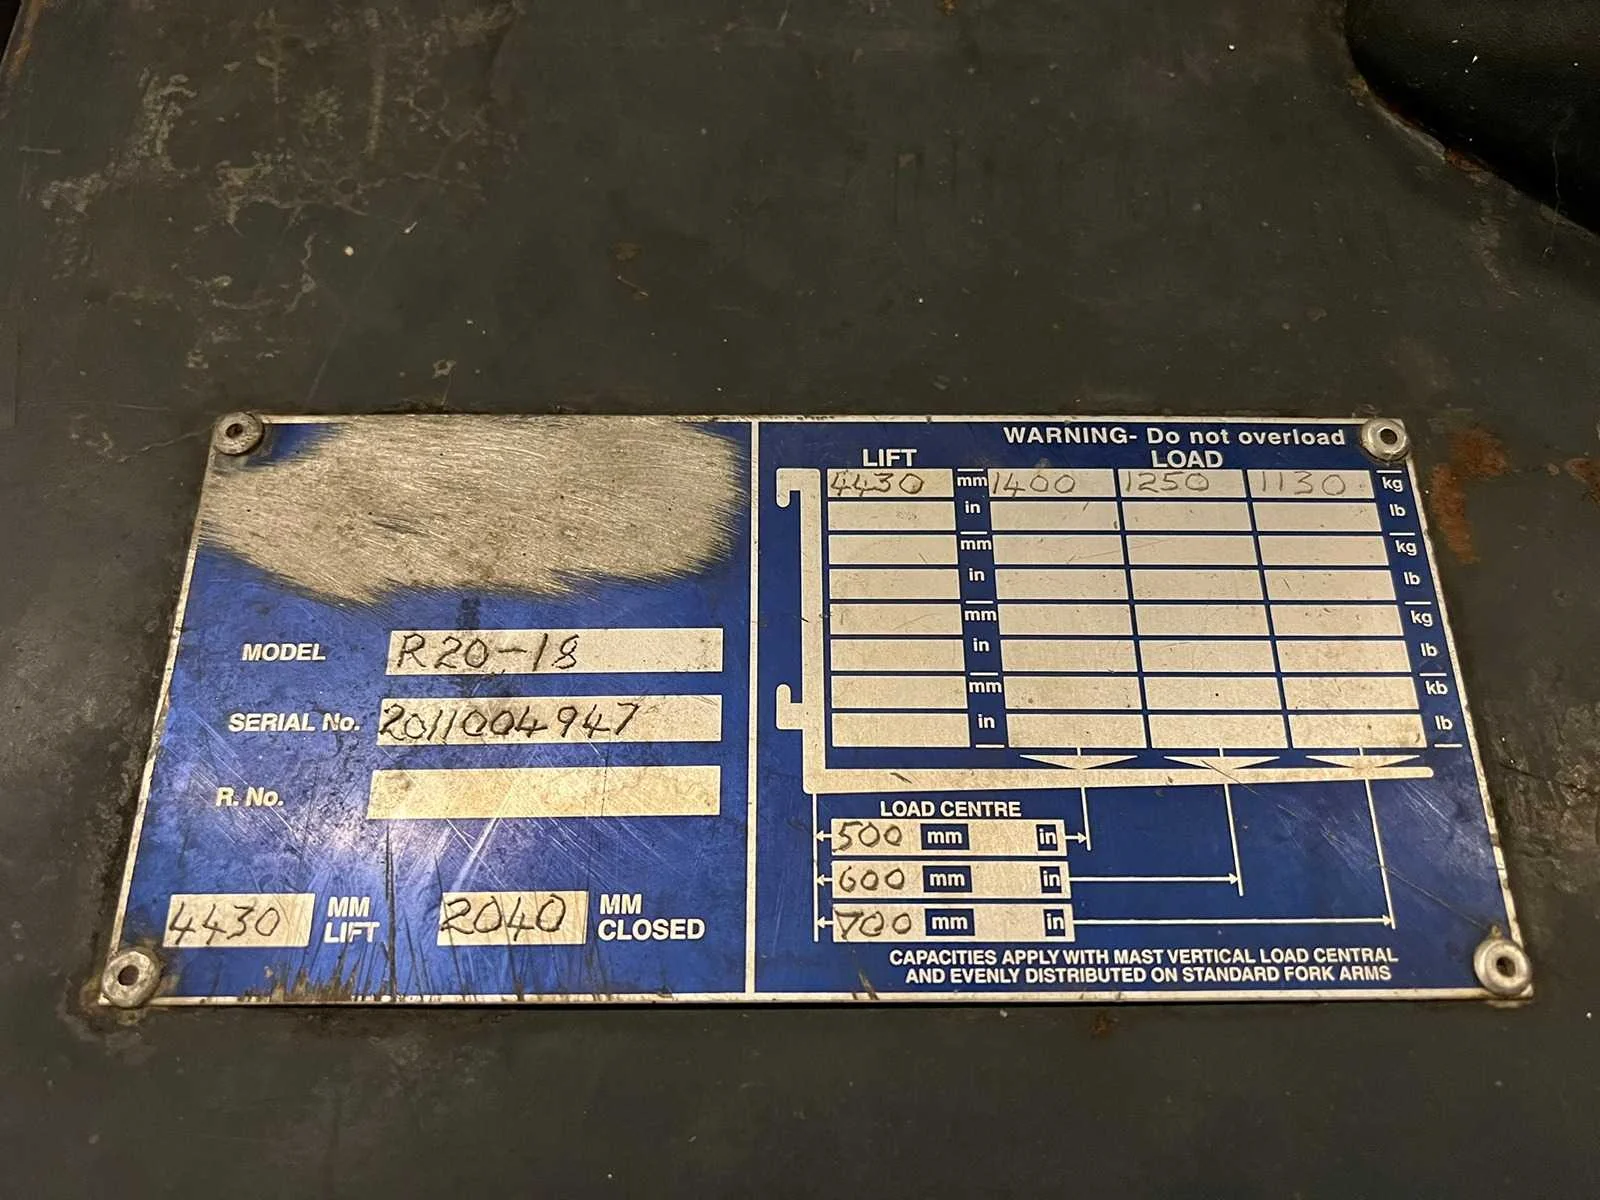 MODEL R20-18
SERIAL No. 2011004947
R. No.
4430 MM LIFT 2040 MM CLOSED
WARNING- Do not overload
LIFT LOAD
4430 mm 1400 1250 1130 kg
in lb
mm kg
in lb
mm kg
in lb
mm kb
in lb
LOAD CENTRE
500 mm in
600 mm in
700 mm in
CAPACITIES APPLY WITH MAST VERTICAL LOAD CENTRAL
AND EVENLY DISTRIBUTED ON STANDARD FORK ARMS